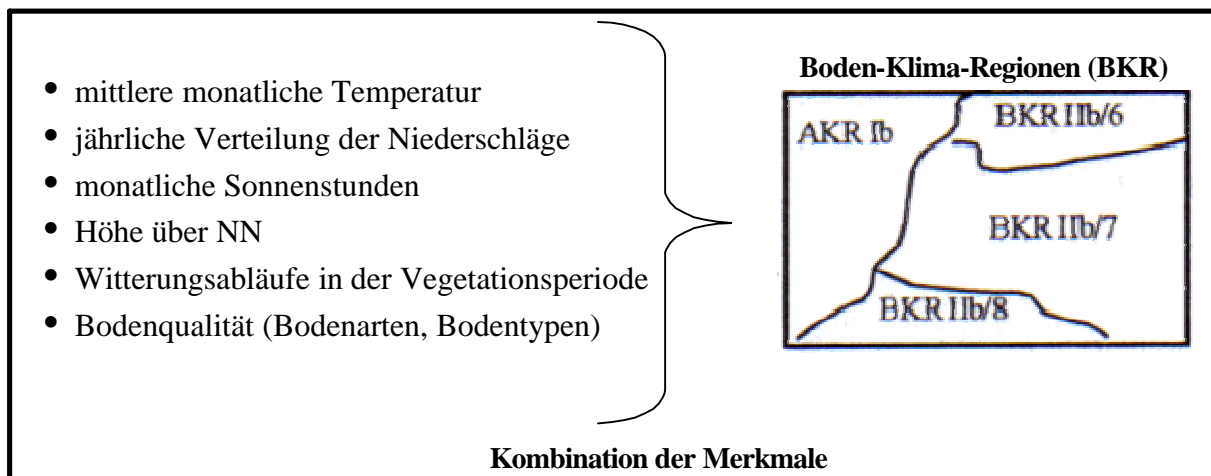 • mittlere monatliche Temperatur
• jährliche Verteilung der Niederschläge
• monatliche Sonnenstunden
• Höhe über NN
• Witterungsabläufe in der Vegetationsperiode
• Bodenqualität (Bodenarten, Bodentypen)
Boden-Klima-Regionen (BKR)
AKR Ib
BKR IIb/6
BKR IIb/7
BKR IIb/8
Kombination der Merkmale